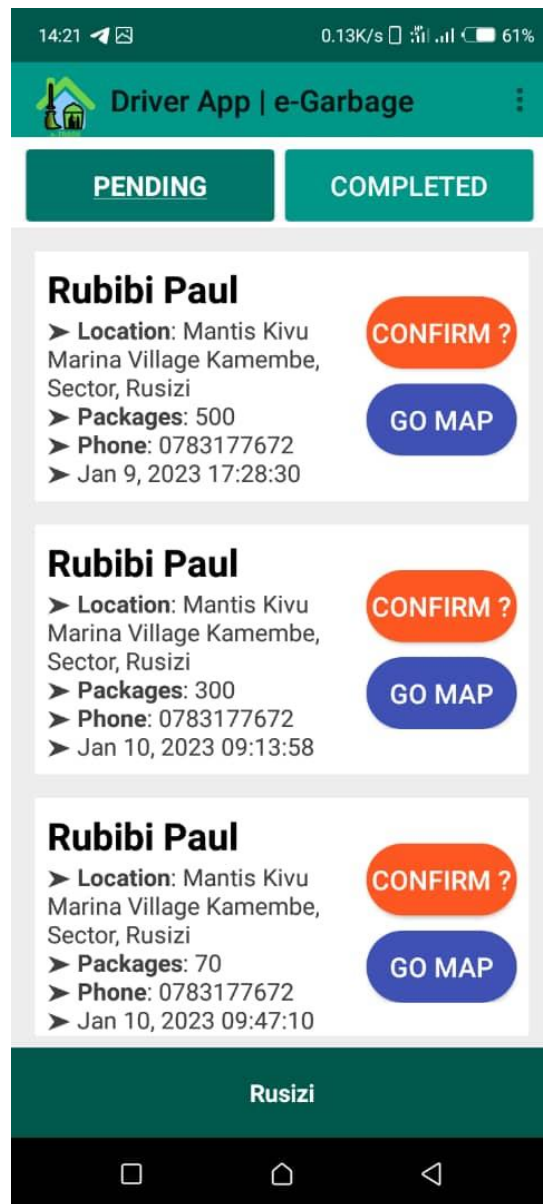 14:21 0.13K/s 61%
Driver App | e-Garbage
PENDING COMPLETED
Rubibi Paul
➤ Location: Mantis Kivu
Marina Village Kamembe,
Sector, Rusizi
➤ Packages: 500
➤ Phone: 0783177672
➤ Jan 9, 2023 17:28:30
CONFIRM ?
GO MAP
Rubibi Paul
➤ Location: Mantis Kivu
Marina Village Kamembe,
Sector, Rusizi
➤ Packages: 300
➤ Phone: 0783177672
➤ Jan 10, 2023 09:13:58
CONFIRM ?
GO MAP
Rubibi Paul
➤ Location: Mantis Kivu
Marina Village Kamembe,
Sector, Rusizi
➤ Packages: 70
➤ Phone: 0783177672
➤ Jan 10, 2023 09:47:10
CONFIRM ?
GO MAP
Rusizi